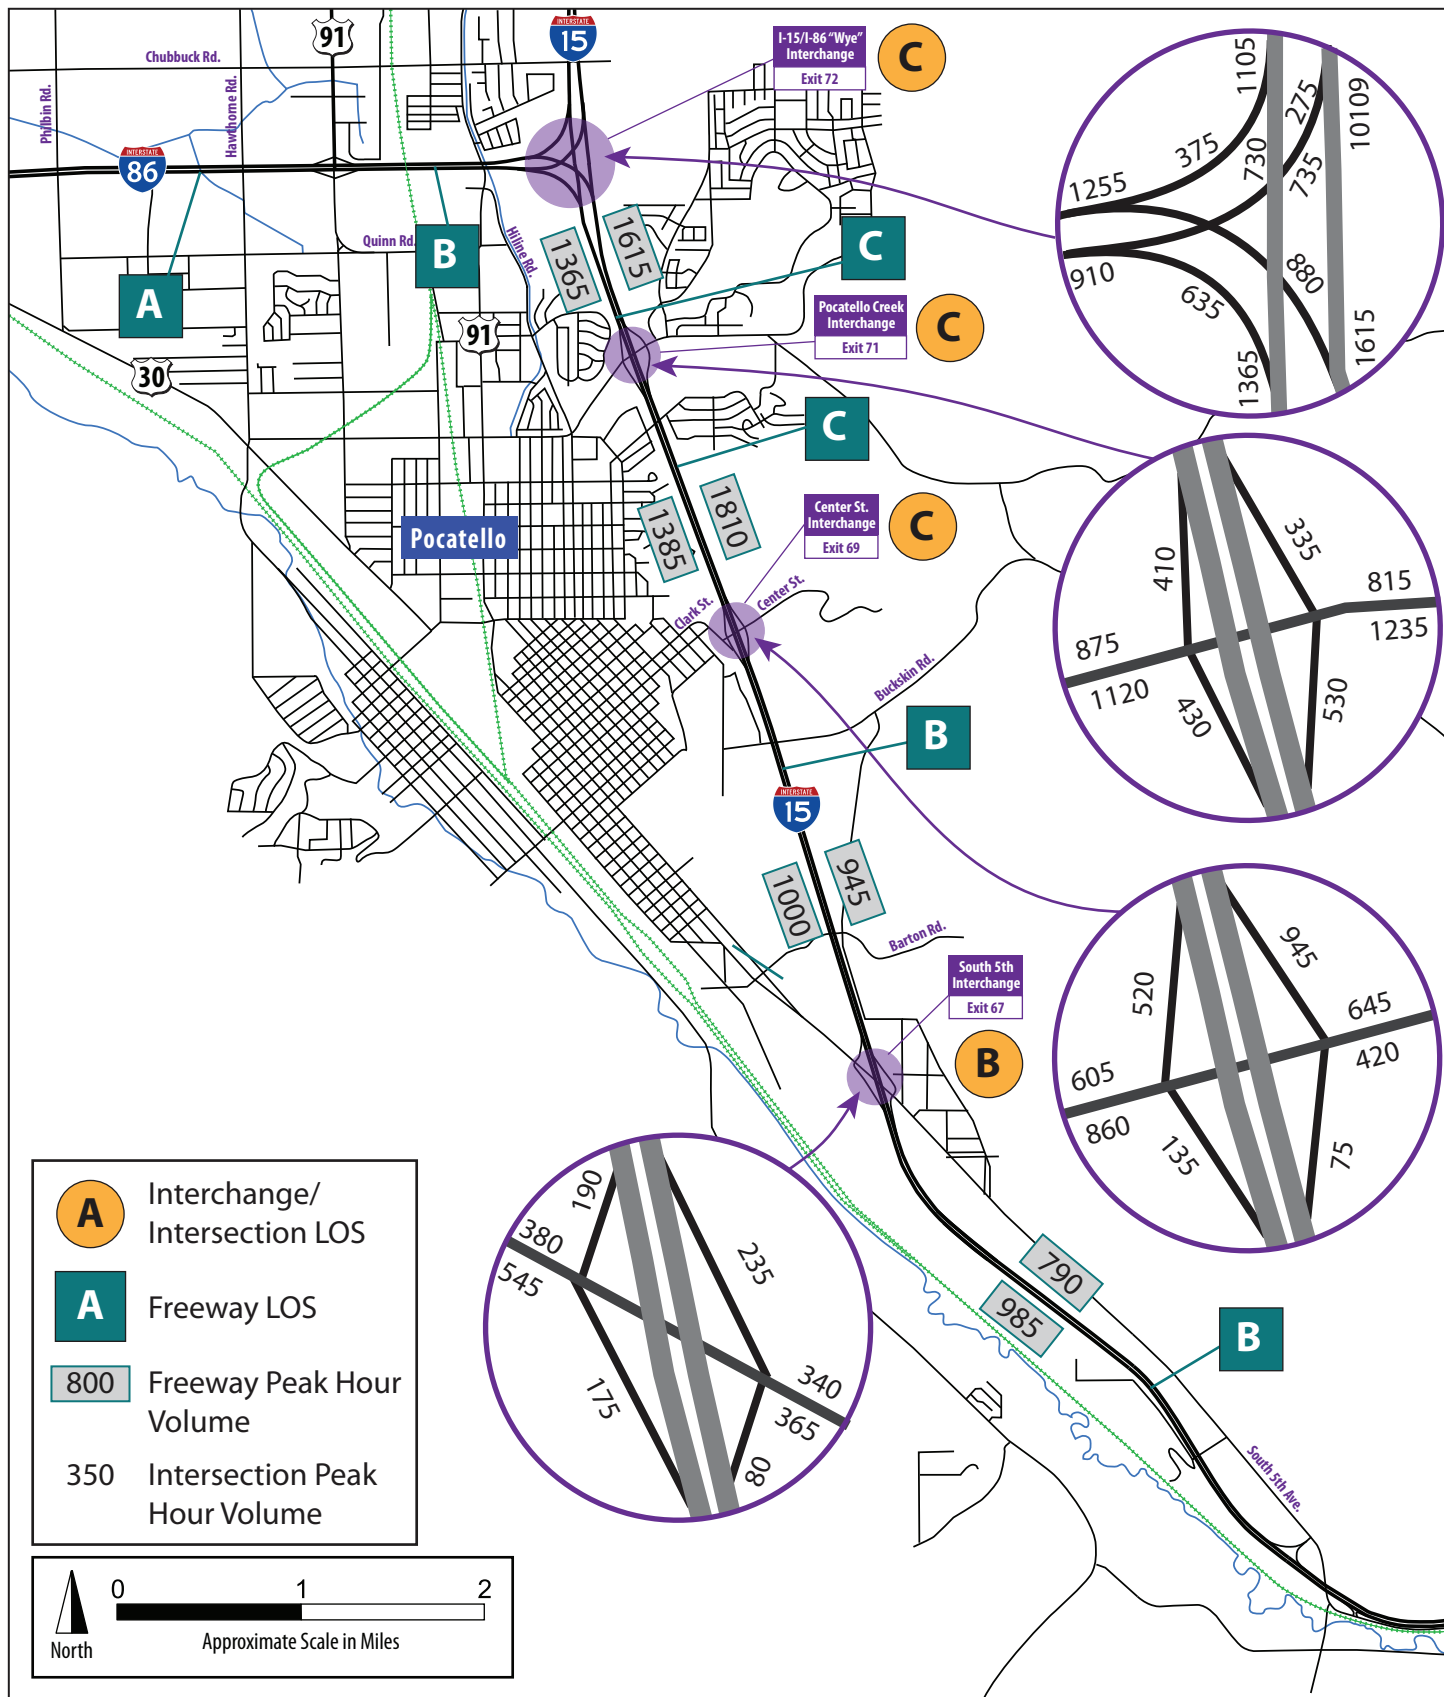 91
INTERSTATE
15
I-15/I-86 “Wye”
Interchange
Exit 72
C
Chubbuck Rd.
Philbin Rd.
Hawthorne Rd.
INTERSTATE
86
Quinn Rd.
Hiline Rd.
A
B
1365
1615
C
Pocatello Creek
Interchange
Exit 71
C
91
30
C
1385
1810
Center St.
Interchange
Exit 69
C
Pocatello
Clark St.
Center St.
Buckskin Rd.
B
INTERSTATE
15
1000
945
Barton Rd.
South 5th
Interchange
Exit 67
B
790
985
B
South 5th Ave.
1105
275
10109
375
730
735
1255
910
635
880
1365
1615
410
335
815
1235
875
1120
430
530
520
945
645
420
605
860
135
75
190
380
545
235
175
340
365
80
A
Interchange/
Intersection LOS
A
Freeway LOS
800
Freeway Peak Hour
Volume
350
Intersection Peak
Hour Volume
North
0
1
2
Approximate Scale in Miles